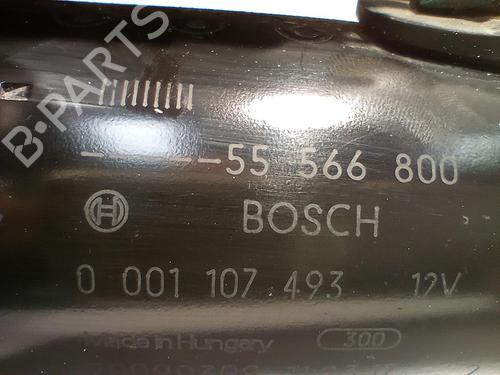 B-PARTS
-----55 566 800
BOSCH
0 001 107 493 12V
Made in Hungary 300